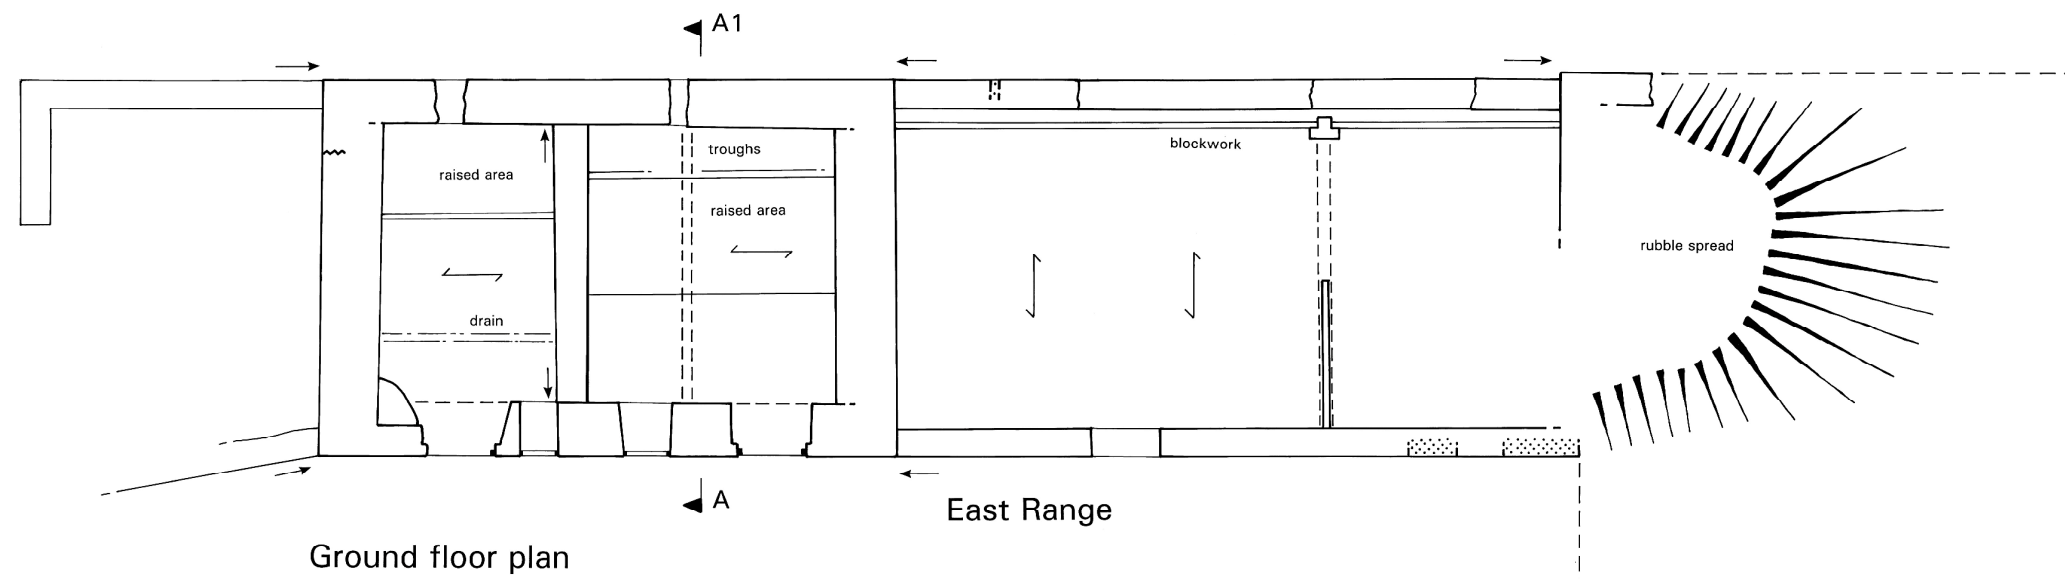 A1
troughs
blockwork
raised area
raised area
rubble spread
drain
A
East Range
Ground floor plan